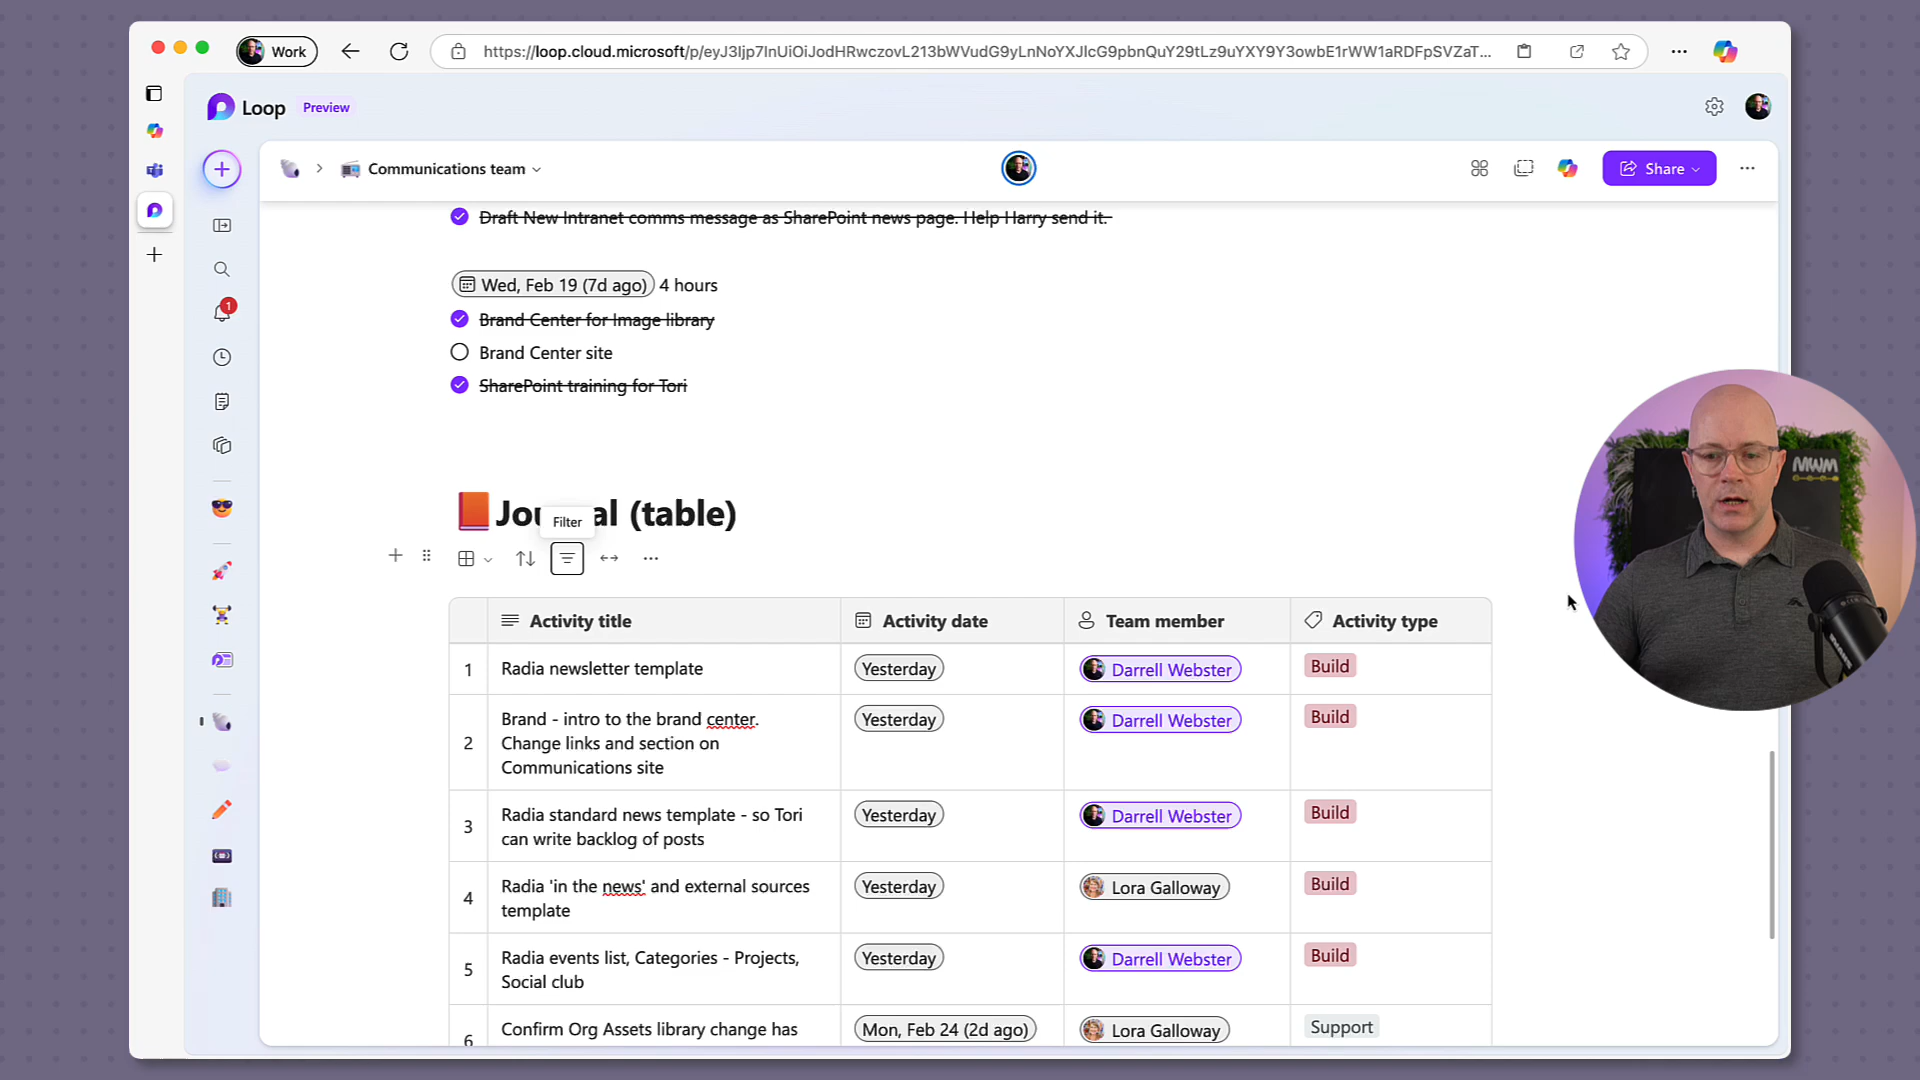 Work
https://loop.cloud.microsoft/p/eyJ3Ijp7InUiOiJodHRwczovL213bWVudG9yLnNoYXJlcG9pbnQuY29tLz9uYXY9Y3owbE1rWW1aRDFpSVZaT...
Loop Preview
1
Communications team
Share
Draft New Intranet comms message as SharePoint news page. Help Harry send it.
Wed, Feb 19 (7d ago) 4 hours
Brand Center for Image library
Brand Center site
SharePoint training for Tori
MWM
Filter
Activity title
Activity date
Team member
Activity type
1
Radia newsletter template
Yesterday
Darrell Webster
Build
2
Brand - intro to the brand center.
Change links and section on
Communications site
Yesterday
Darrell Webster
Build
3
Radia standard news template - so Tori
can write backlog of posts
Yesterday
Darrell Webster
Build
4
Radia 'in the news' and external sources
template
Yesterday
Lora Galloway
Build
5
Radia events list, Categories - Projects,
Social club
Yesterday
Darrell Webster
Build
6
Confirm Org Assets library change has
Mon, Feb 24 (2d ago)
Lora Galloway
Support